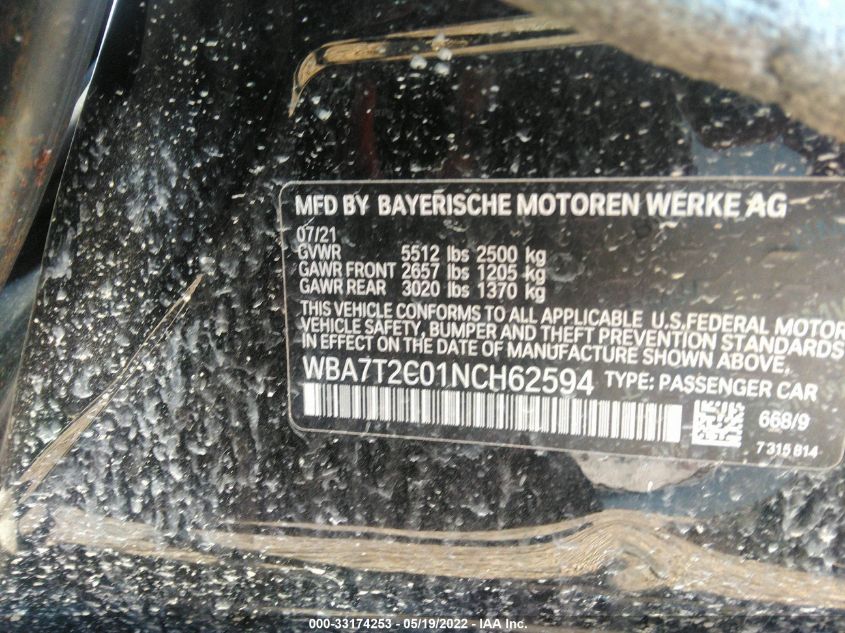 MFD BY BAYERISCHE MOTOREN WERKE AG
07/21
GVWR 5512 lbs 2500 kg
GAWR FRONT 2657 lbs 1205 kg
GAWR REAR 3020 lbs 1370 kg
THIS VEHICLE CONFORMS TO ALL APPLICABLE U.S.FEDERAL MOTOR
VEHICLE SAFETY, BUMPER AND THEFT PREVENTION STANDARDS
IN EFFECT ON THE DATE OF MANUFACTURE SHOWN ABOVE,
WBA7T2C01NCH62594 TYPE: PASSENGER CAR
668/9
7 315 814
000-33174253 - 05/19/2022 - IAA Inc.